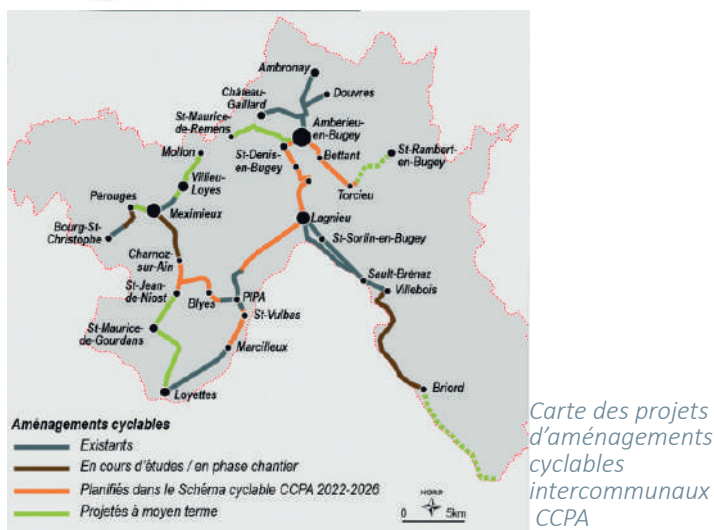 Ambronay
Douvres
Château-
Gaillard
St-Maurice-
de-Remens
Amberieu-
en-Bugey
Mollon
St-Denis-
en-Bugey
Bettant
St-Rambert-
en-Bugey
Villieu-
Loyes
Torcieu
Pérouges
Meximieux
Lagnieu
Bourg-St-
Christophe
St-Sorlin-en-Bugey
Charnoz-
sur-Ain
Sault-Brénaz
St-Jean-
de-Niost
Blyes
PIPA
Villebois
St-Vulbas
St-Maurice-
de-Gourdans
Marcilleux
Briord
Loyettes
Aménagements cyclables
Existants
En cours d'études / en phase chantier
Planifiés dans le Schéma cyclable CCPA 2022-2026
Projetés à moyen terme
NORD
0 5km
Carte des projets
d'aménagements
cyclables
intercommunaux
CCPA